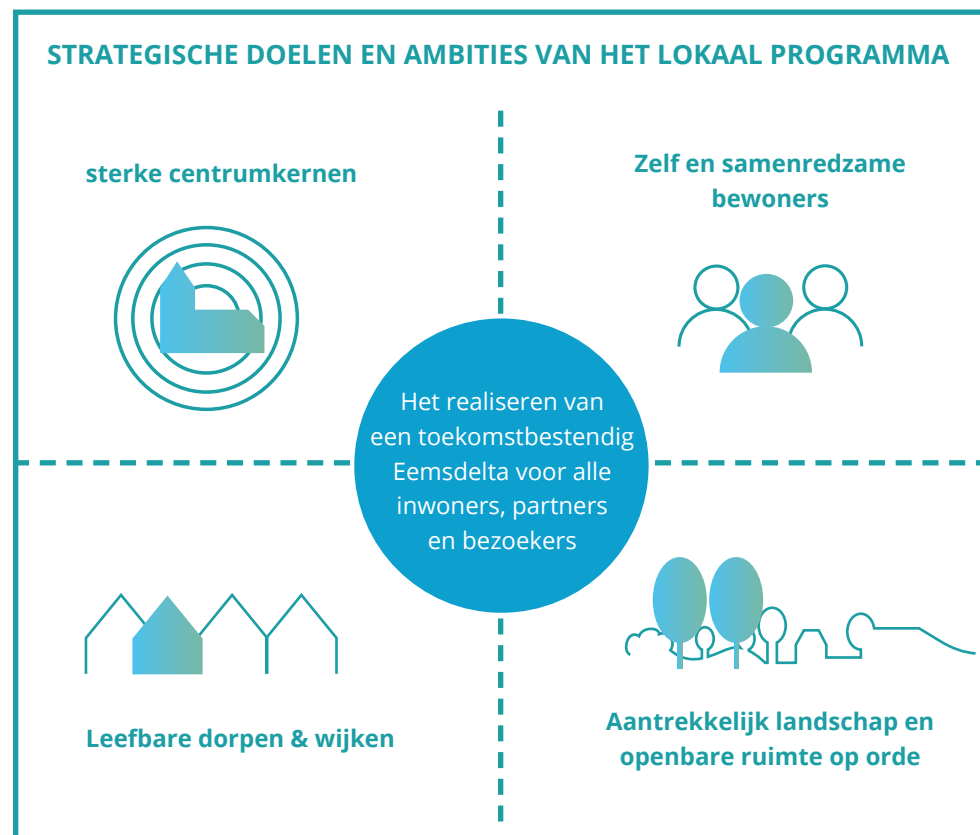 STRATEGISCHE DOELEN EN AMBITIES VAN HET LOKAAL PROGRAMMA
sterke centrumkernen
Zelf en samenredzame
bewoners
Het realiseren van
een toekomstbestendig
Eemsdelta voor alle
inwoners, partners
en bezoekers
Leefbare dorpen & wijken
Aantrekkelijk landschap en
openbare ruimte op orde